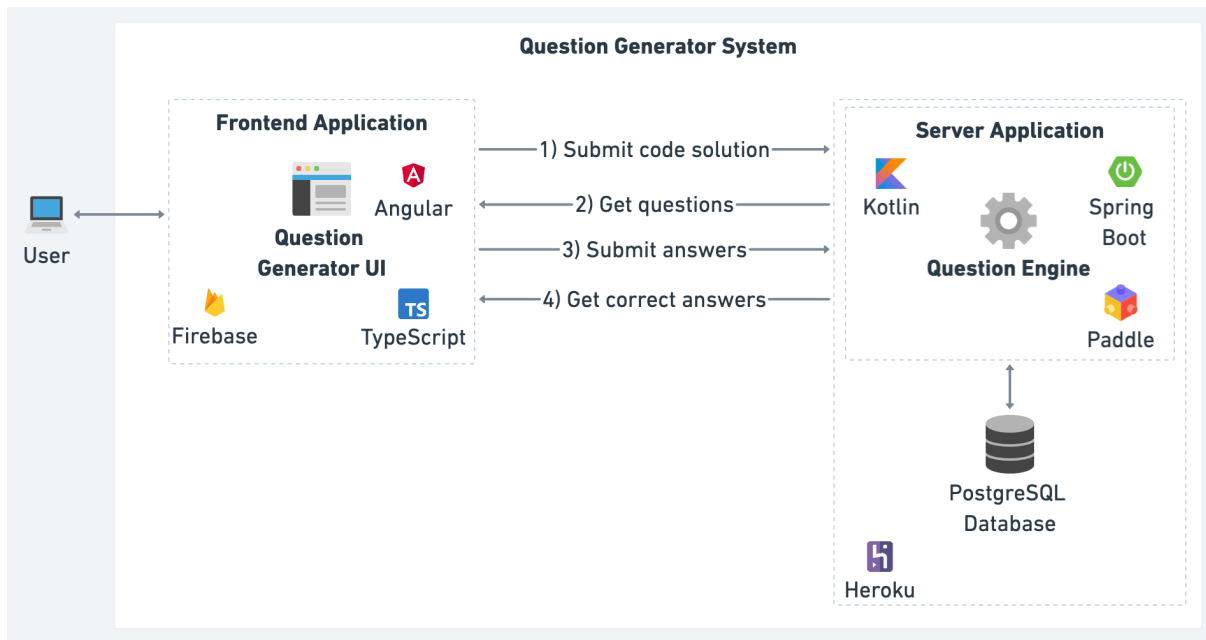 Question Generator System
Frontend Application
Angular
Question
Generator UI
Firebase
TS
TypeScript
User
1) Submit code solution
2) Get questions
3) Submit answers
4) Get correct answers
Server Application
Kotlin
Spring
Boot
Question Engine
Paddle
PostgreSQL
Database
Heroku